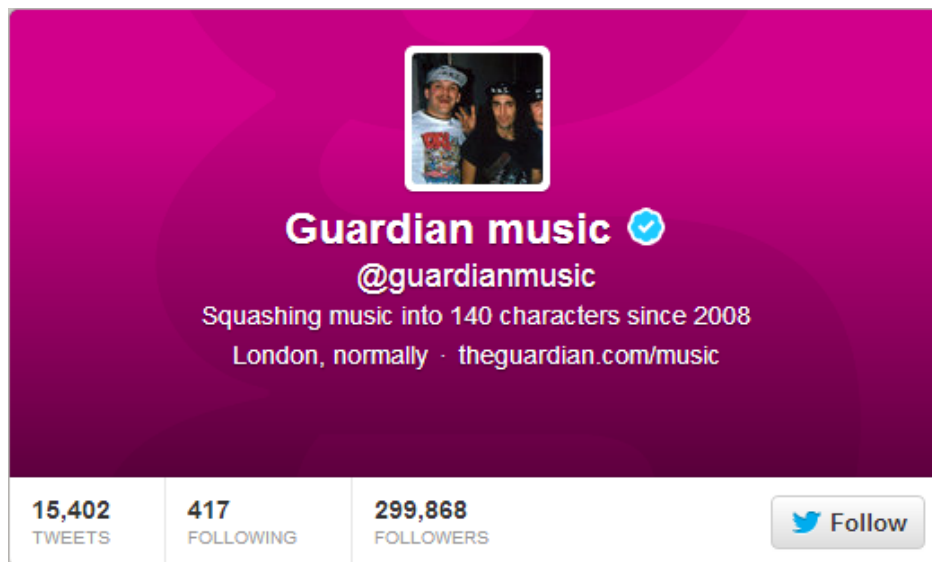 Guardian music
@guardianmusic
Squashing music into 140 characters since 2008
London, normally · theguardian.com/music
15,402 417 299,868
TWEETS FOLLOWING FOLLOWERS
Follow